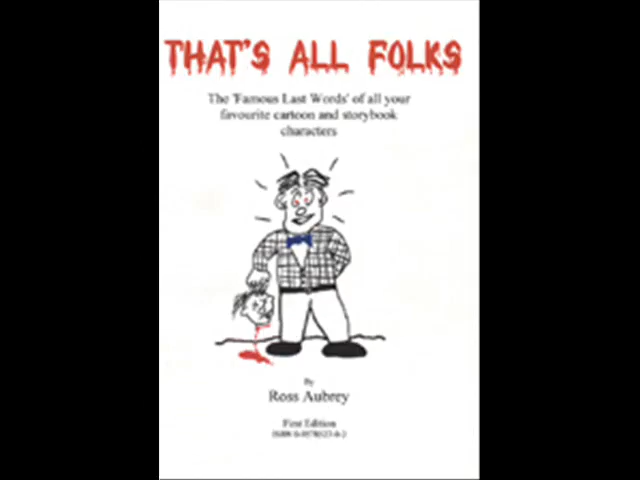 THAT'S ALL FOLKS
The 'Famous Last Words' of all your
favourite cartoon and storybook
characters
By
Ross Aubrey
First Edition
ISBN